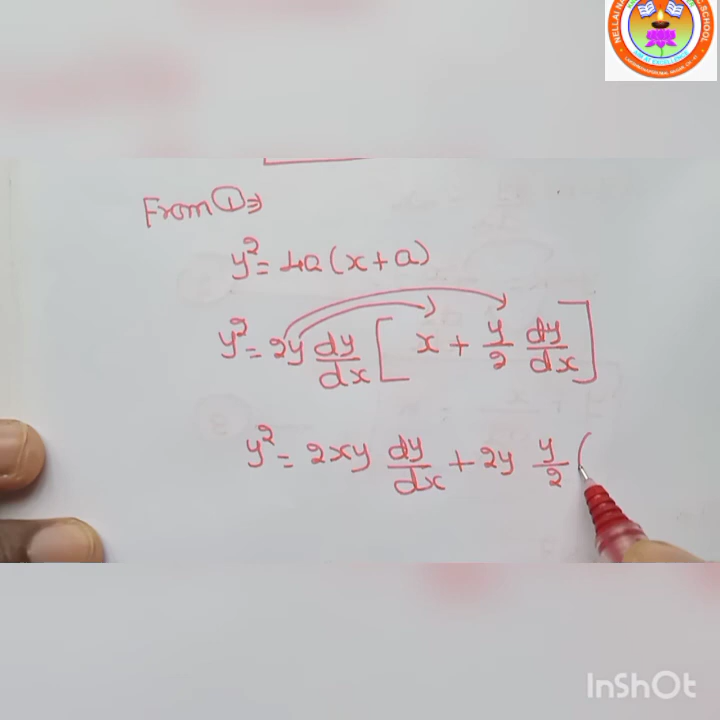 From ① ⇒
y² = 4a(x + a)
y² = 2y dy/dx [ x + y/2 dy/dx ]
y² = 2xy dy/dx + 2y y/2 (
InShOt